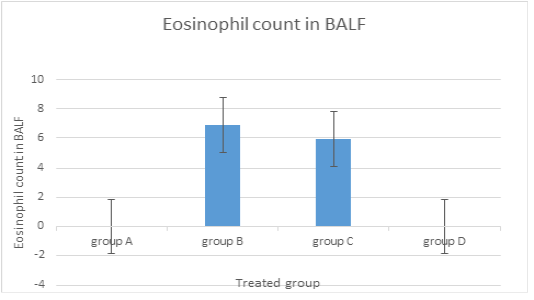 Eosinophil count in BALF
Eosinophil count in BALF
10
8
6
4
2
0
-2
-4
group A
group B
group C
group D
Treated group